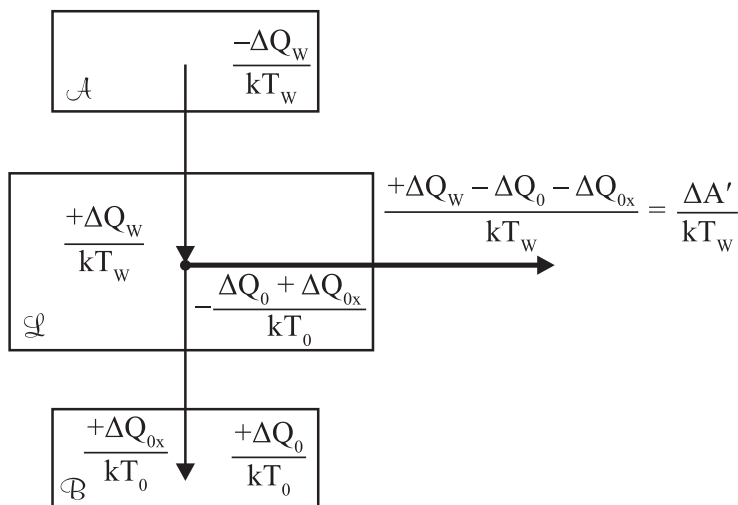 −ΔQ_W / kT_W
𝒜
+ΔQ_W − ΔQ_0 − ΔQ_0x / kT_W = ΔA′ / kT_W
+ΔQ_W / kT_W
− ΔQ_0 + ΔQ_0x / kT_0
ℒ
+ΔQ_0x / kT_0
+ΔQ_0 / kT_0
ℬ